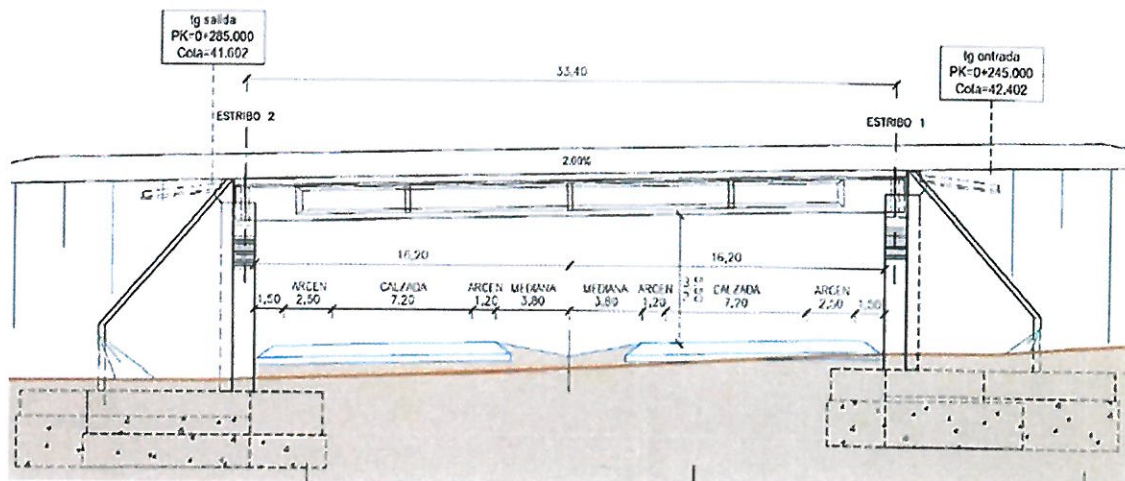 tg salida
PK=0+285.000
Cota=41.602
tg entrada
PK=0+245.000
Cota=42.402
33,40
ESTRIBO 2
ESTRIBO 1
2.00%
16,20
16,20
1,50
ARCEN
2,50
CALZADA
7,20
ARCEN
1,20
MEDIANA
3,80
MEDIANA
3,80
ARCEN
1,20
CALZADA
7,20
ARCEN
2,50
1,50